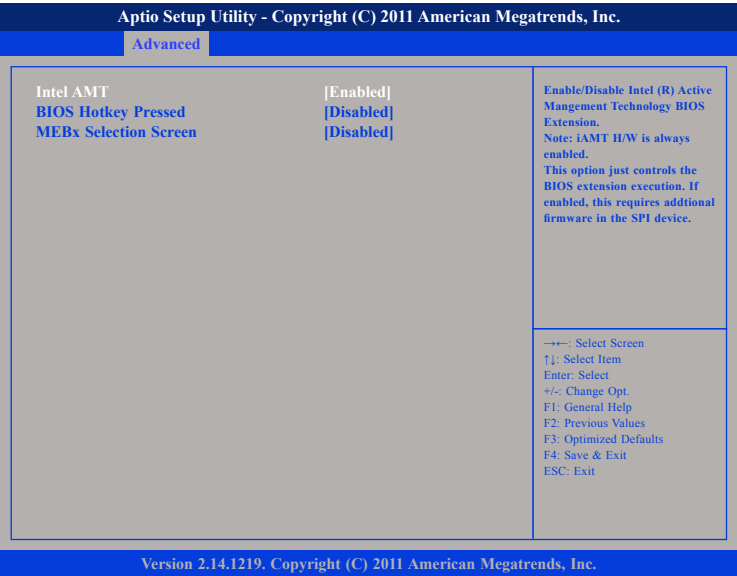 Aptio Setup Utility - Copyright (C) 2011 American Megatrends, Inc.
Advanced
Intel AMT [Enabled]
BIOS Hotkey Pressed [Disabled]
MEBx Selection Screen [Disabled]
Enable/Disable Intel (R) Active
Mangement Technology BIOS
Extension.
Note: iAMT H/W is always
enabled.
This option just controls the
BIOS extension execution. If
enabled, this requires addtional
firmware in the SPI device.
→←: Select Screen
↑↓: Select Item
Enter: Select
+/-: Change Opt.
F1: General Help
F2: Previous Values
F3: Optimized Defaults
F4: Save & Exit
ESC: Exit
Version 2.14.1219. Copyright (C) 2011 American Megatrends, Inc.